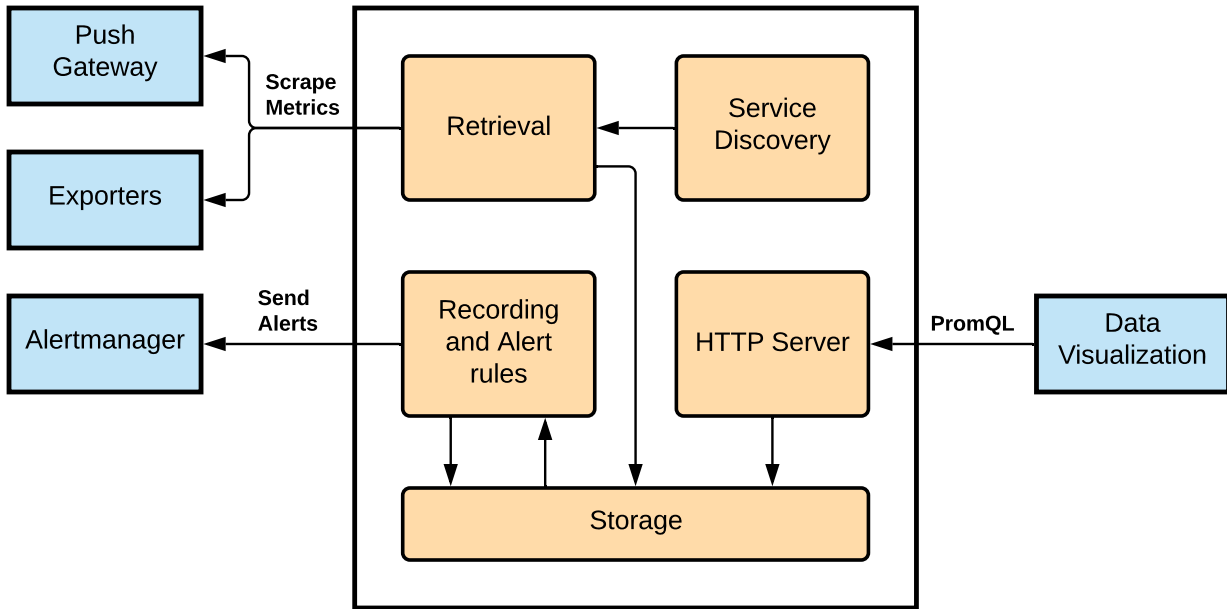 Push
Gateway
Scrape
Metrics
Retrieval
Service
Discovery
Exporters
Send
Alerts
Alertmanager
Recording
and Alert
rules
HTTP Server
PromQL
Data
Visualization
Storage